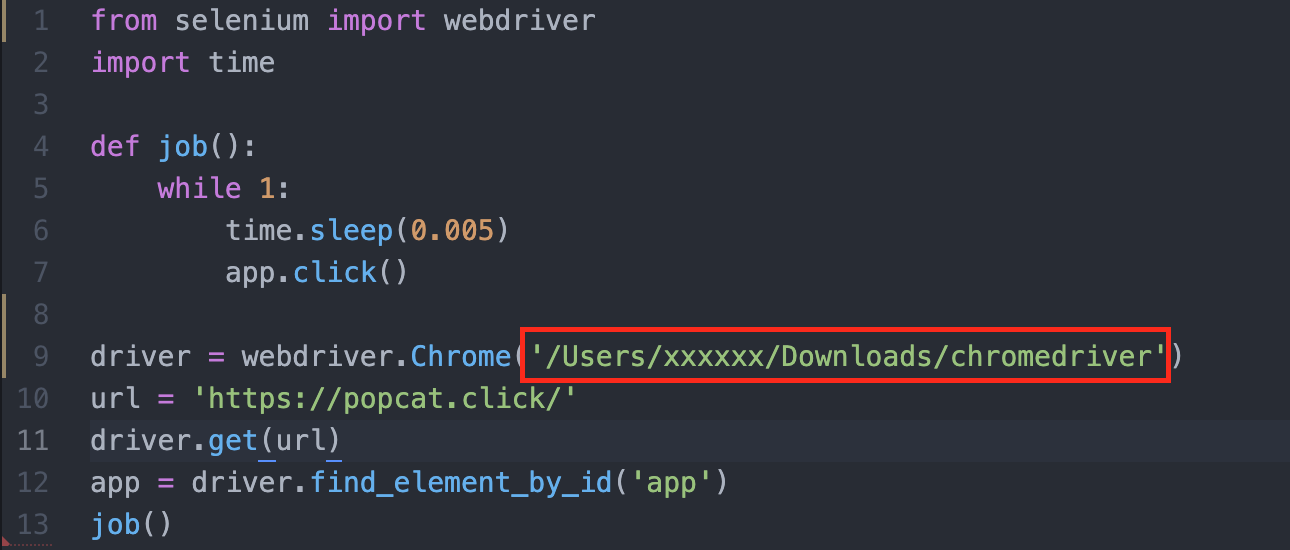 1 from selenium import webdriver
2 import time
3
4 def job():
5     while 1:
6         time.sleep(0.005)
7         app.click()
8
9 driver = webdriver.Chrome('/Users/xxxxxx/Downloads/chromedriver')
10 url = 'https://popcat.click/'
11 driver.get(url)
12 app = driver.find_element_by_id('app')
13 job()